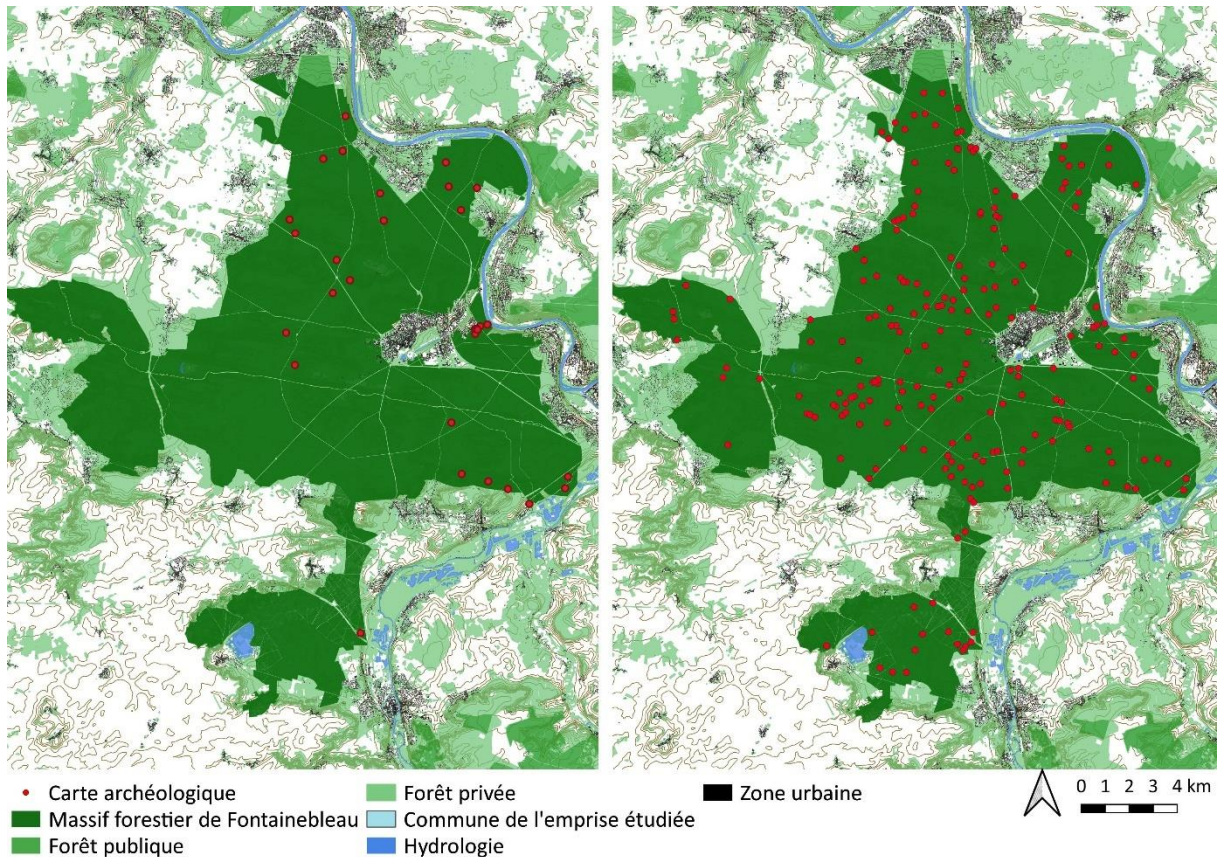 Carte archéologique
Massif forestier de Fontainebleau
Forêt publique
Forêt privée
Commune de l'emprise étudiée
Hydrologie
Zone urbaine
0 1 2 3 4 km